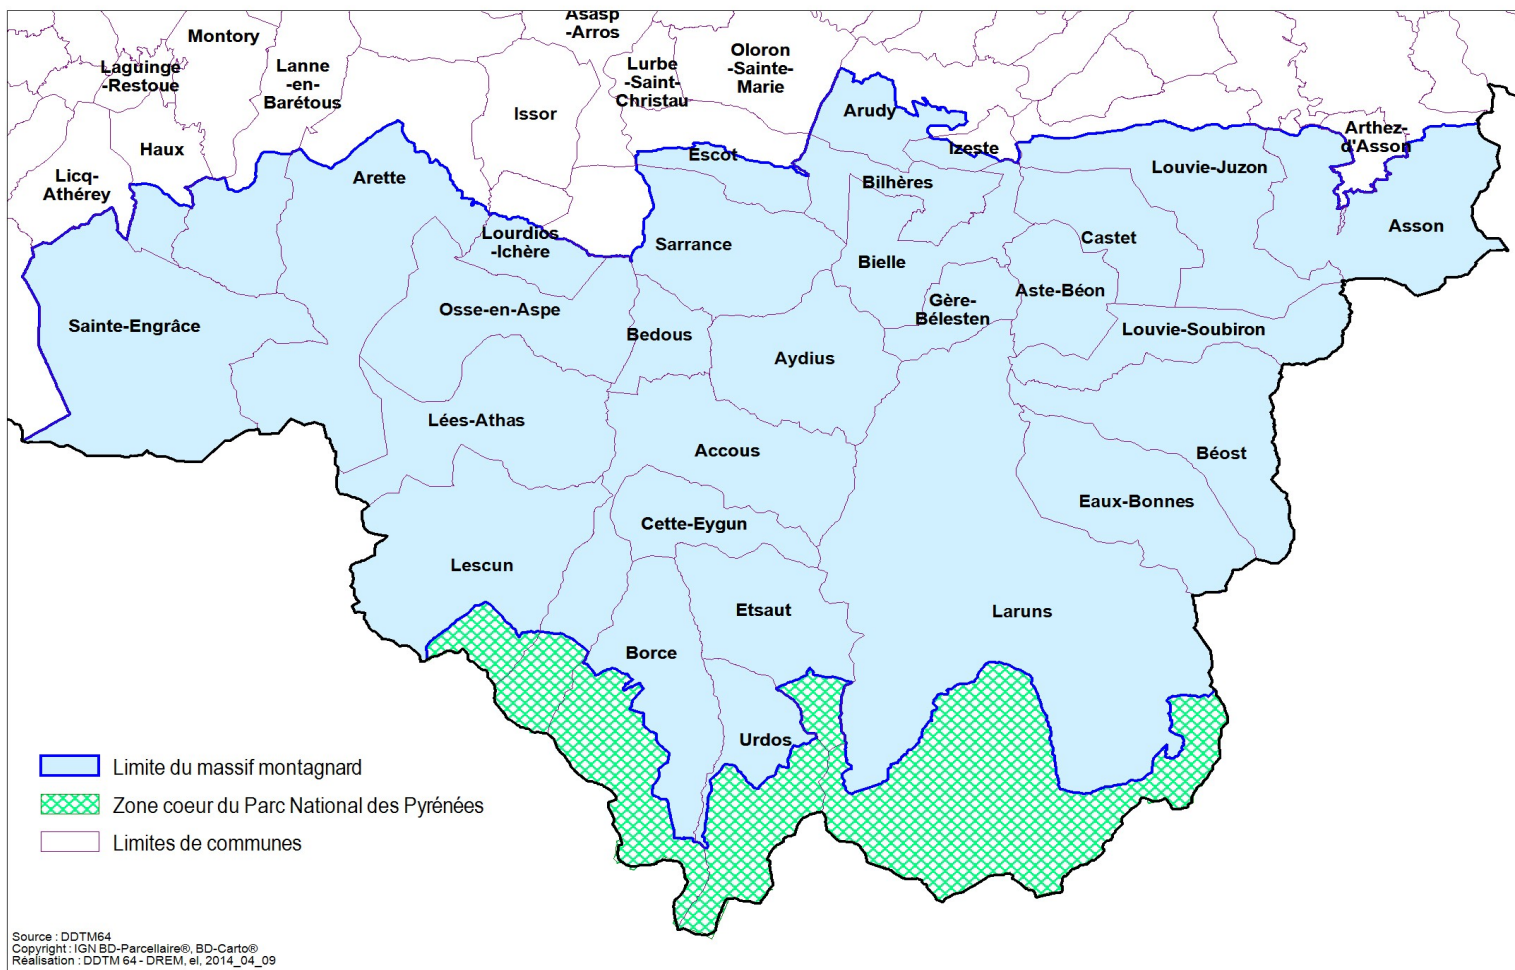 Asasp
-Arros
Montory
Laguinge
-Restoue
Lanne
-en-
Barétous
Lurbe
-Saint-
Christau
Oloron
-Sainte-
Marie
Issor
Arudy
Haux
Escot
Izeste
Arthez-
d'Asson
Licq-
Athérey
Arette
Bilhères
Louvie-Juzon
Lourdios
-Ichère
Sarrance
Castet
Asson
Bielle
Sainte-Engrâce
Osse-en-Aspe
Gère-
Bélesten
Aste-Béon
Bedous
Louvie-Soubiron
Aydius
Lées-Athas
Accous
Béost
Eaux-Bonnes
Cette-Eygun
Lescun
Etsaut
Laruns
Borce
Urdos
Limite du massif montagnard
Zone coeur du Parc National des Pyrénées
Limites de communes
Source : DDTM64
Copyright : IGN BD-Parcellaire®, BD-Carto®
Réalisation : DDTM 64 - DREM, el, 2014_04_09